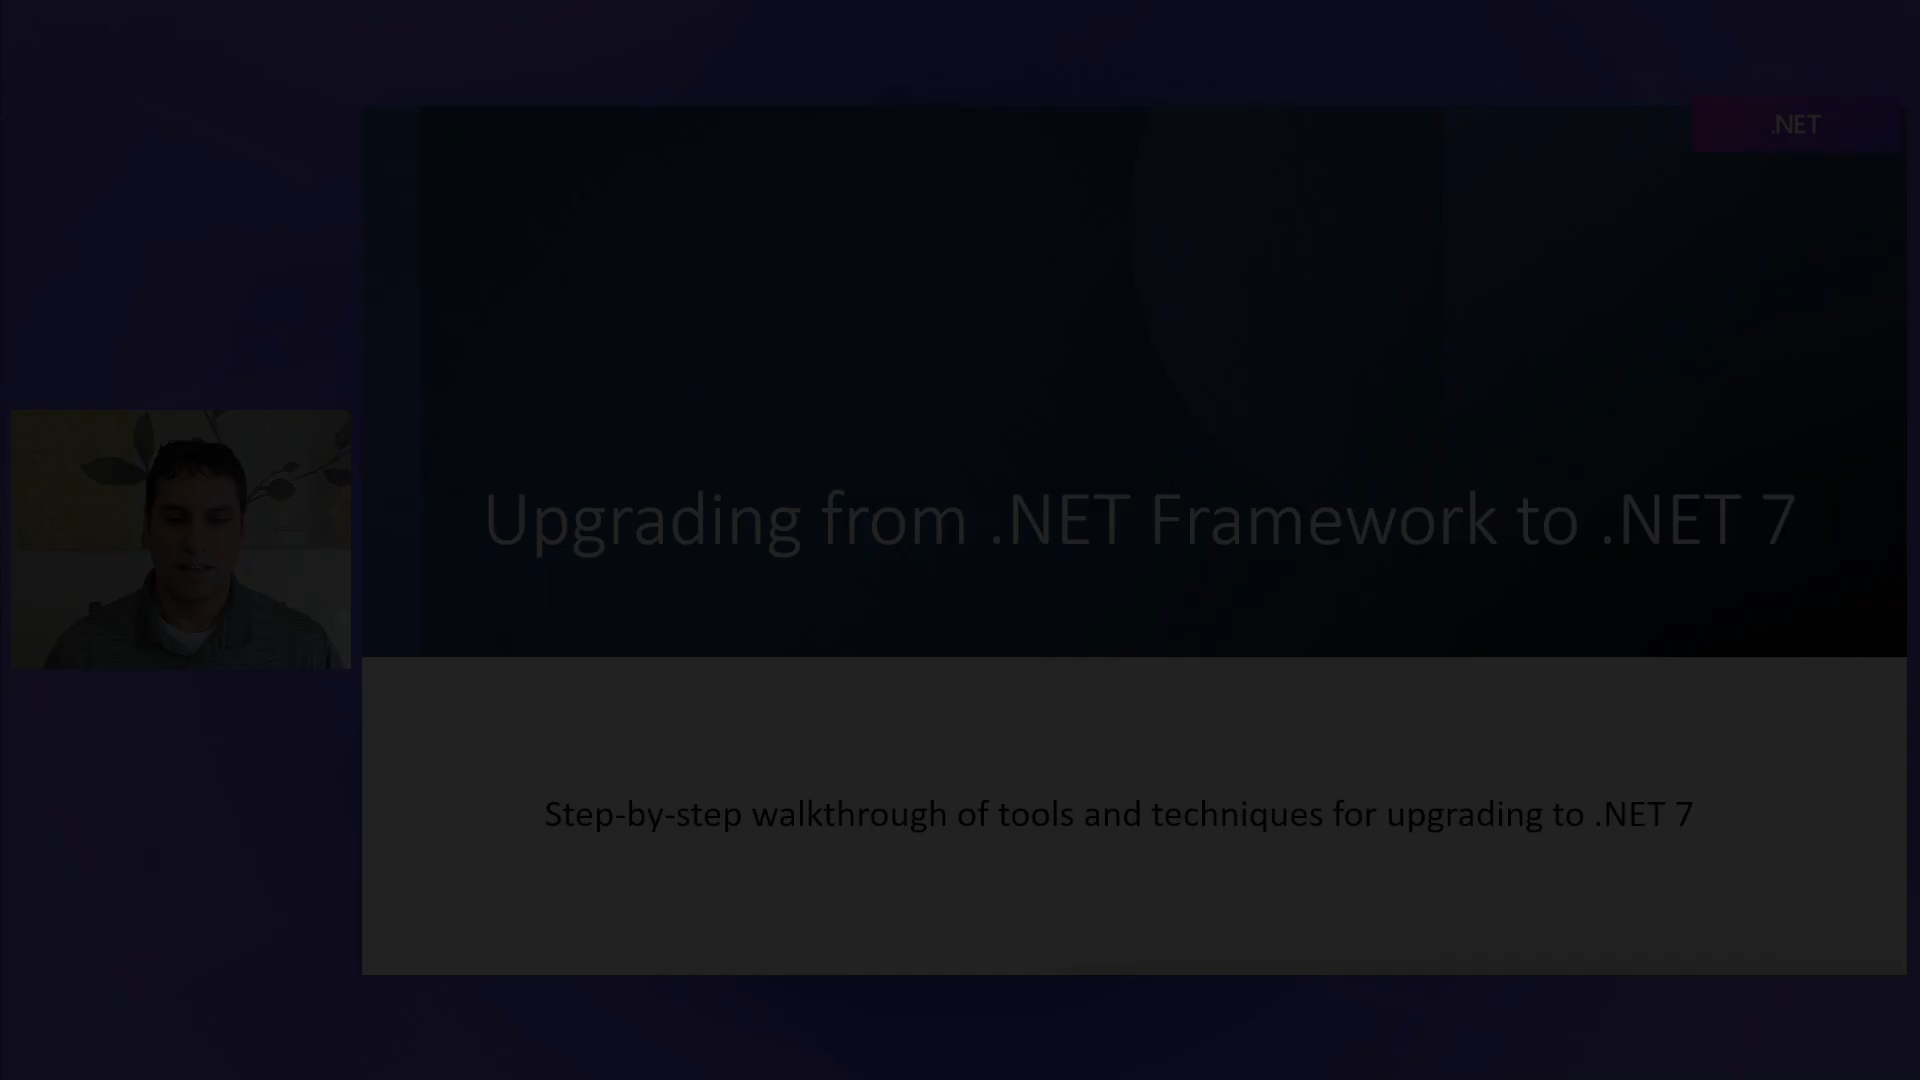 .NET
Upgrading from .NET Framework to .NET 7
Step-by-step walkthrough of tools and techniques for upgrading to .NET 7